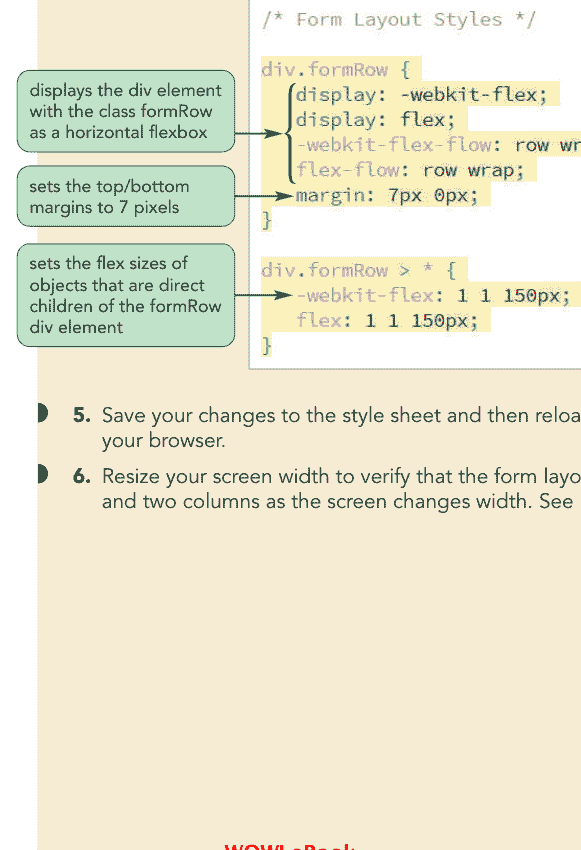 /* Form Layout Styles */
div.formRow {
displays the div element
with the class formRow
as a horizontal flexbox
display: -webkit-flex;
display: flex;
-webkit-flex-flow: row wr
flex-flow: row wrap;
sets the top/bottom
margins to 7 pixels
margin: 7px 0px;
}
sets the flex sizes of
objects that are direct
children of the formRow
div element
div.formRow > * {
-webkit-flex: 1 1 150px;
flex: 1 1 150px;
}
5. Save your changes to the style sheet and then reloa
your browser.
6. Resize your screen width to verify that the form layo
and two columns as the screen changes width. See